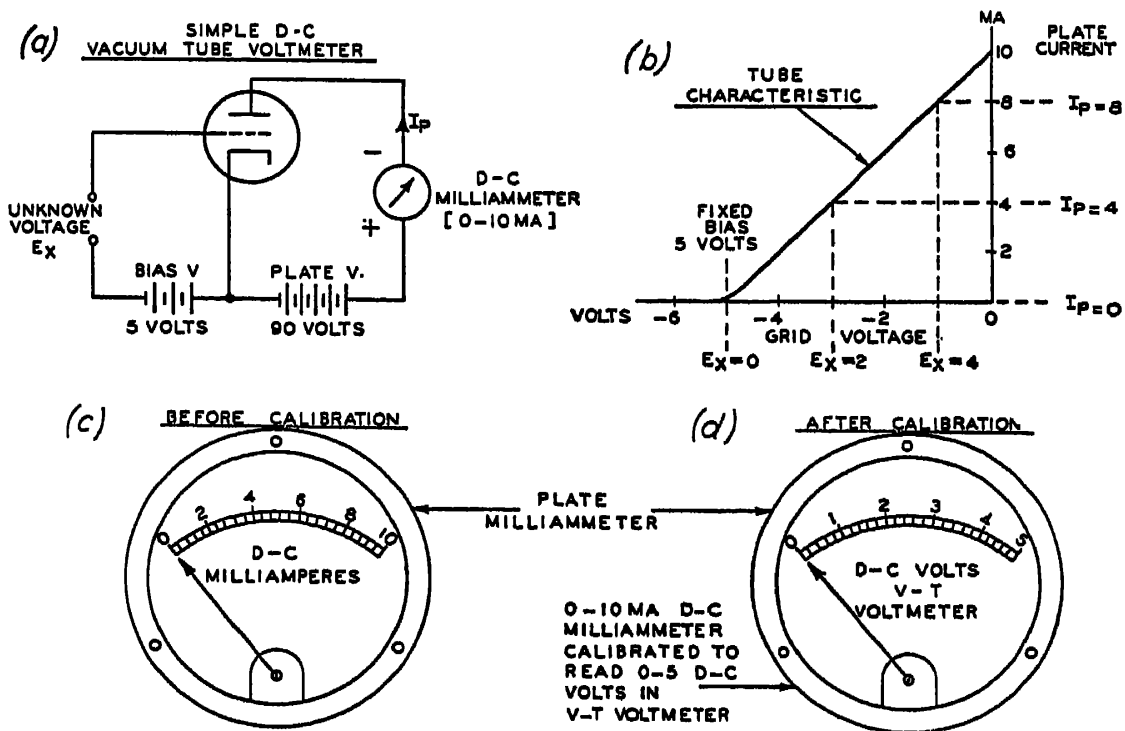 (a)
SIMPLE D-C
VACUUM TUBE VOLTMETER
Ip
-
+
D-C
MILLIAMMETER
[0-10MA]
UNKNOWN
VOLTAGE
EX
BIAS V
5 VOLTS
PLATE V.
90 VOLTS
(b)
MA
PLATE
CURRENT
TUBE
CHARACTERISTIC
10
8
6
4
2
IP=8
IP=4
IP=0
FIXED
BIAS
5 VOLTS
VOLTS
-6
-4
-2
0
GRID VOLTAGE
EX=0
EX=2
EX=4
(c)
BEFORE CALIBRATION
0 2 4 6 8 10
D-C
MILLIAMPERES
PLATE
MILLIAMMETER
(d)
AFTER CALIBRATION
0 1 2 3 4 5
D-C VOLTS
V-T
VOLTMETER
0-10MA D-C
MILLIAMMETER
CALIBRATED TO
READ 0-5 D-C
VOLTS IN
V-T VOLTMETER